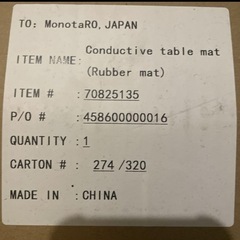 TO: MonotaRO, JAPAN
Conductive table mat
ITEM NAME:
(Rubber mat)
ITEM # : 70825135
P/O # : 458600000016
QUANTITY : 1
CARTON # : 274 /320
MADE IN : CHINA